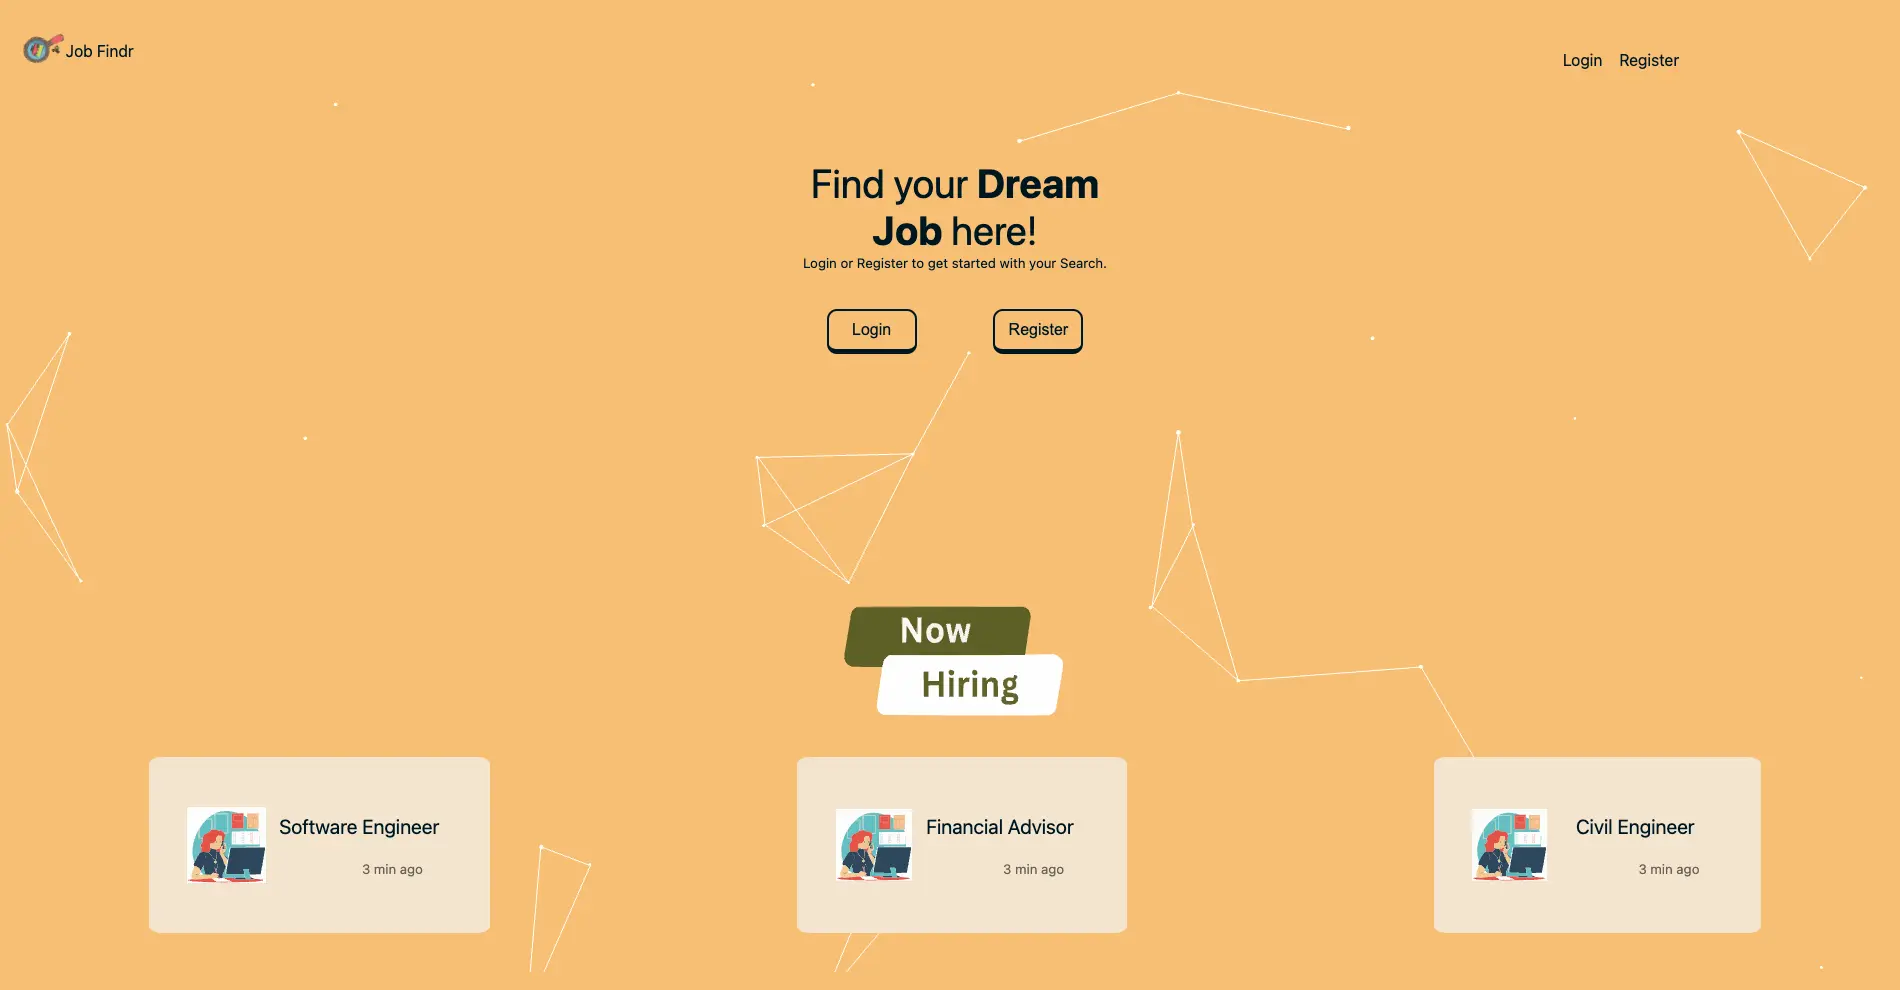 Job Findr
Login
Register
Find your Dream
Job here!
Login or Register to get started with your Search.
Login
Register
Now
Hiring
Software Engineer
3 min ago
Financial Advisor
3 min ago
Civil Engineer
3 min ago